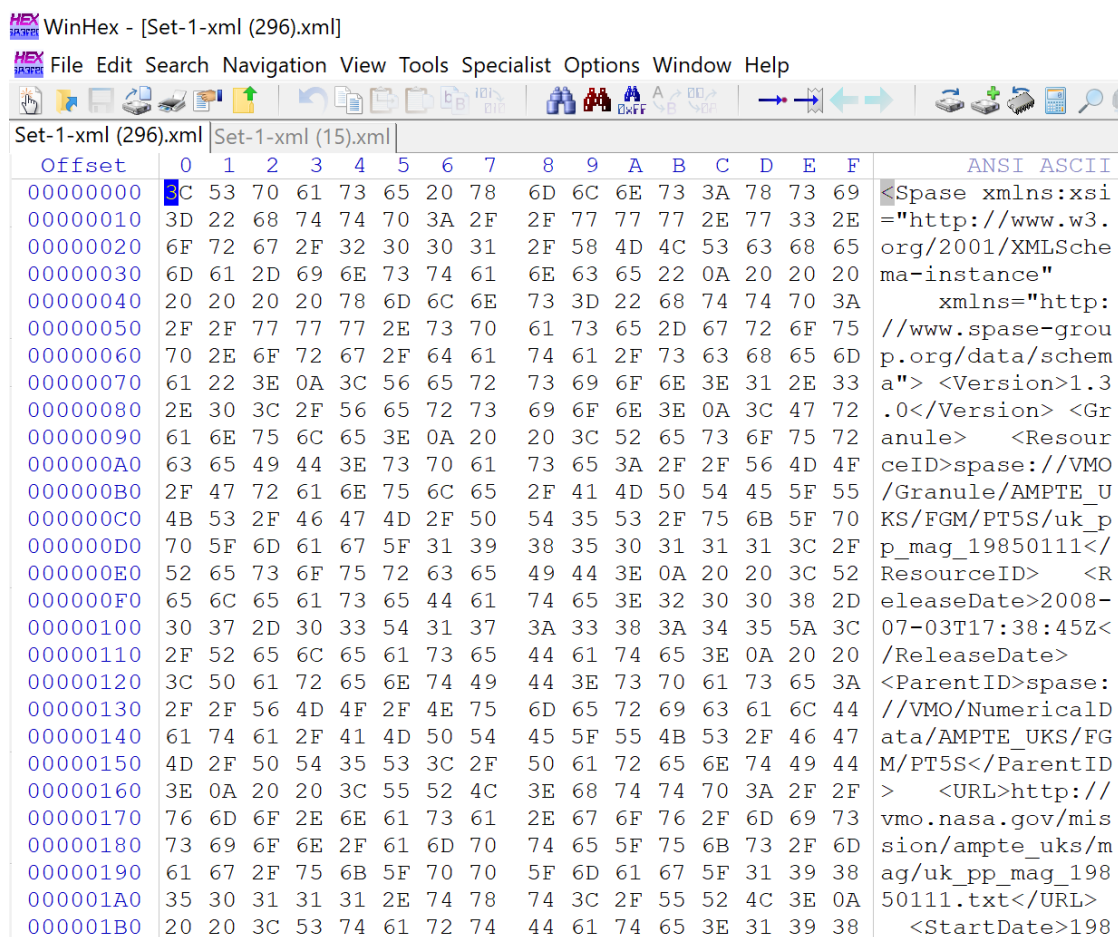 HEX WinHex - [Set-1-xml (296).xml]
HEX File Edit Search Navigation View Tools Specialist Options Window Help
Set-1-xml (296).xml Set-1-xml (15).xml
Offset 0 1 2 3 4 5 6 7 8 9 A B C D E F ANSI ASCII
00000000 3C 53 70 61 73 65 20 78 6D 6C 6E 73 3A 78 73 69 <Spase xmlns:xsi
00000010 3D 22 68 74 74 70 3A 2F 2F 77 77 77 2E 77 33 2E ="http://www.w3.
00000020 6F 72 67 2F 32 30 30 31 2F 58 4D 4C 53 63 68 65 org/2001/XMLSche
00000030 6D 61 2D 69 6E 73 74 61 6E 63 65 22 0A 20 20 20 ma-instance"
00000040 20 20 20 20 78 6D 6C 6E 73 3D 22 68 74 74 70 3A xmlns="http:
00000050 2F 2F 77 77 77 2E 73 70 61 73 65 2D 67 72 6F 75 //www.spase-grou
00000060 70 2E 6F 72 67 2F 64 61 74 61 2F 73 63 68 65 6D p.org/data/schem
00000070 61 22 3E 0A 3C 56 65 72 73 69 6F 6E 3E 31 2E 33 a"> <Version>1.3
00000080 2E 30 3C 2F 56 65 72 73 69 6F 6E 3E 0A 3C 47 72 .0</Version> <Gr
00000090 61 6E 75 6C 65 3E 0A 20 20 3C 52 65 73 6F 75 72 anule> <Resour
000000A0 63 65 49 44 3E 73 70 61 73 65 3A 2F 2F 56 4D 4F ceID>spase://VMO
000000B0 2F 47 72 61 6E 75 6C 65 2F 41 4D 50 54 45 5F 55 /Granule/AMPTE_U
000000C0 4B 53 2F 46 47 4D 2F 50 54 35 53 2F 75 6B 5F 70 KS/FGM/PT5S/uk_p
000000D0 70 5F 6D 61 67 5F 31 39 38 35 30 31 31 31 3C 2F p_mag_19850111</
000000E0 52 65 73 6F 75 72 63 65 49 44 3E 0A 20 20 3C 52 ResourceID> <R
000000F0 65 6C 65 61 73 65 44 61 74 65 3E 32 30 30 38 2D eleaseDate>2008-
00000100 30 37 2D 30 33 54 31 37 3A 33 38 3A 34 35 5A 3C 07-03T17:38:45Z<
00000110 2F 52 65 6C 65 61 73 65 44 61 74 65 3E 0A 20 20 /ReleaseDate>
00000120 3C 50 61 72 65 6E 74 49 44 3E 73 70 61 73 65 3A <ParentID>spase:
00000130 2F 2F 56 4D 4F 2F 4E 75 6D 65 72 69 63 61 6C 44 //VMO/NumericalD
00000140 61 74 61 2F 41 4D 50 54 45 5F 55 4B 53 2F 46 47 ata/AMPTE_UKS/FG
00000150 4D 2F 50 54 35 53 3C 2F 50 61 72 65 6E 74 49 44 M/PT5S</ParentID
00000160 3E 0A 20 20 3C 55 52 4C 3E 68 74 74 70 3A 2F 2F > <URL>http://
00000170 76 6D 6F 2E 6E 61 73 61 2E 67 6F 76 2F 6D 69 73 vmo.nasa.gov/mis
00000180 73 69 6F 6E 2F 61 6D 70 74 65 5F 75 6B 73 2F 6D sion/ampte_uks/m
00000190 61 67 2F 75 6B 5F 70 70 5F 6D 61 67 5F 31 39 38 ag/uk_pp_mag_198
000001A0 35 30 31 31 31 2E 74 78 74 3C 2F 55 52 4C 3E 0A 50111.txt</URL>
000001B0 20 20 3C 53 74 61 72 74 44 61 74 65 3E 31 39 38 <StartDate>198